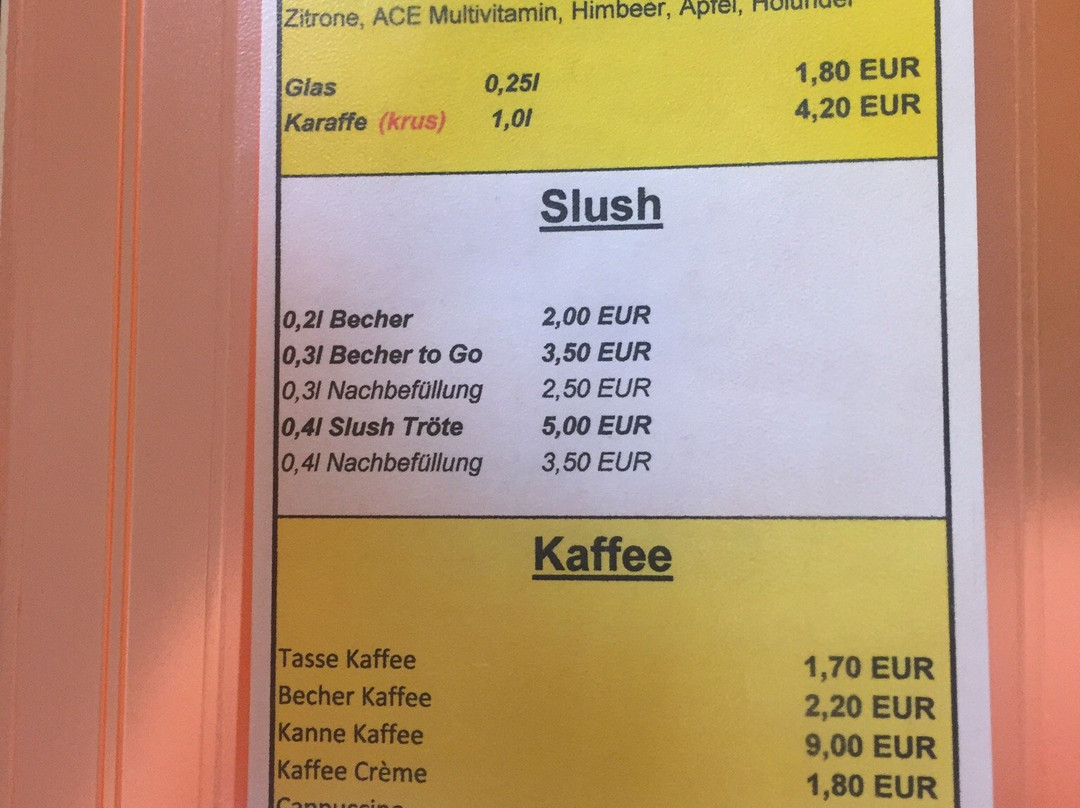 Zitrone, ACE Multivitamin, Himbeer, Apfel, Holunder
Glas 0,25l 1,80 EUR
Karaffe (krus) 1,0l 4,20 EUR
Slush
0,2l Becher 2,00 EUR
0,3l Becher to Go 3,50 EUR
0,3l Nachbefüllung 2,50 EUR
0,4l Slush Tröte 5,00 EUR
0,4l Nachbefüllung 3,50 EUR
Kaffee
Tasse Kaffee 1,70 EUR
Becher Kaffee 2,20 EUR
Kanne Kaffee 9,00 EUR
Kaffee Crème 1,80 EUR
Cappuccino